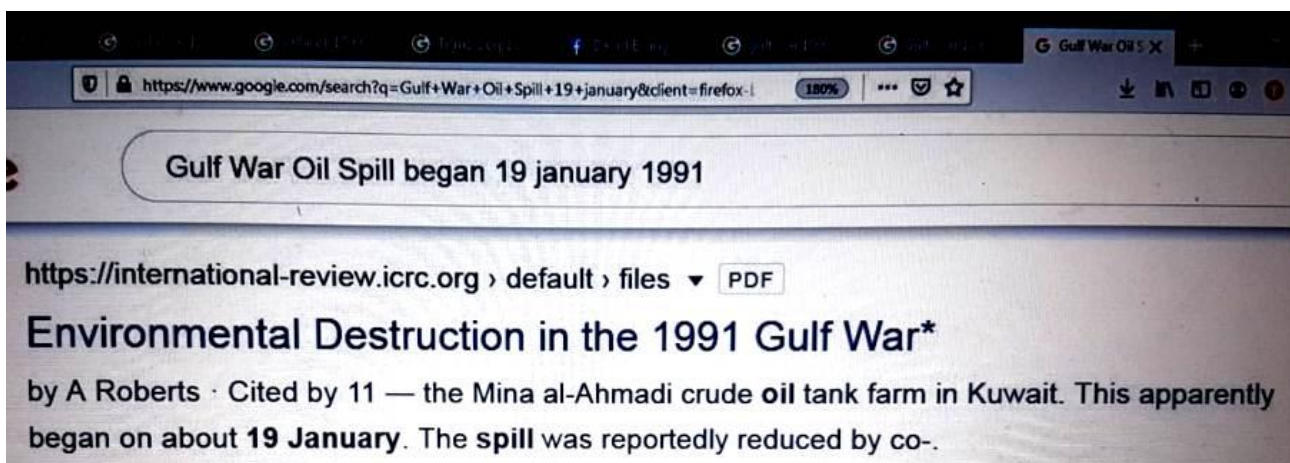 G Gulf War Oil S
https://www.google.com/search?q=Gulf+War+Oil+Spill+19+january&client=firefox-
180%
Gulf War Oil Spill began 19 january 1991
https://international-review.icrc.org › default › files ▾ PDF
Environmental Destruction in the 1991 Gulf War*
by A Roberts · Cited by 11 — the Mina al-Ahmadi crude oil tank farm in Kuwait. This apparently
began on about 19 January. The spill was reportedly reduced by co-.